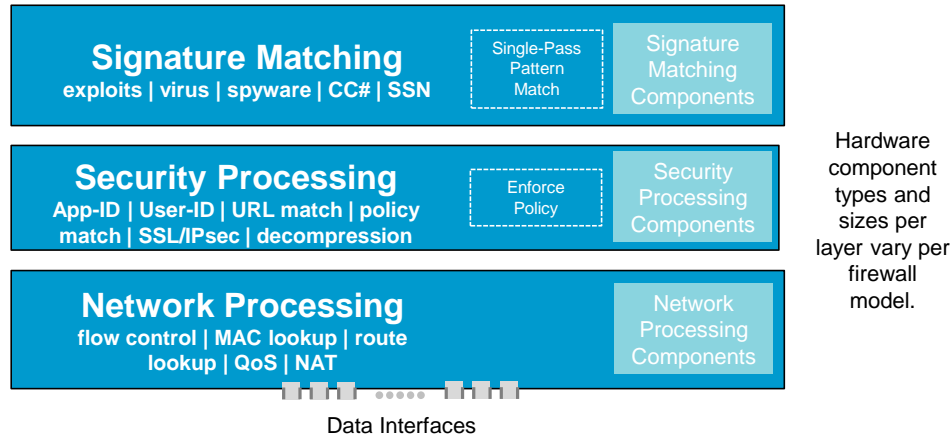 Signature Matching
exploits | virus | spyware | CC# | SSN
Single-Pass
Pattern
Match
Signature
Matching
Components
Security Processing
App-ID | User-ID | URL match | policy
match | SSL/IPsec | decompression
Enforce
Policy
Security
Processing
Components
Network Processing
flow control | MAC lookup | route
lookup | QoS | NAT
Network
Processing
Components
Data Interfaces
Hardware
component
types and
sizes per
layer vary per
firewall
model.